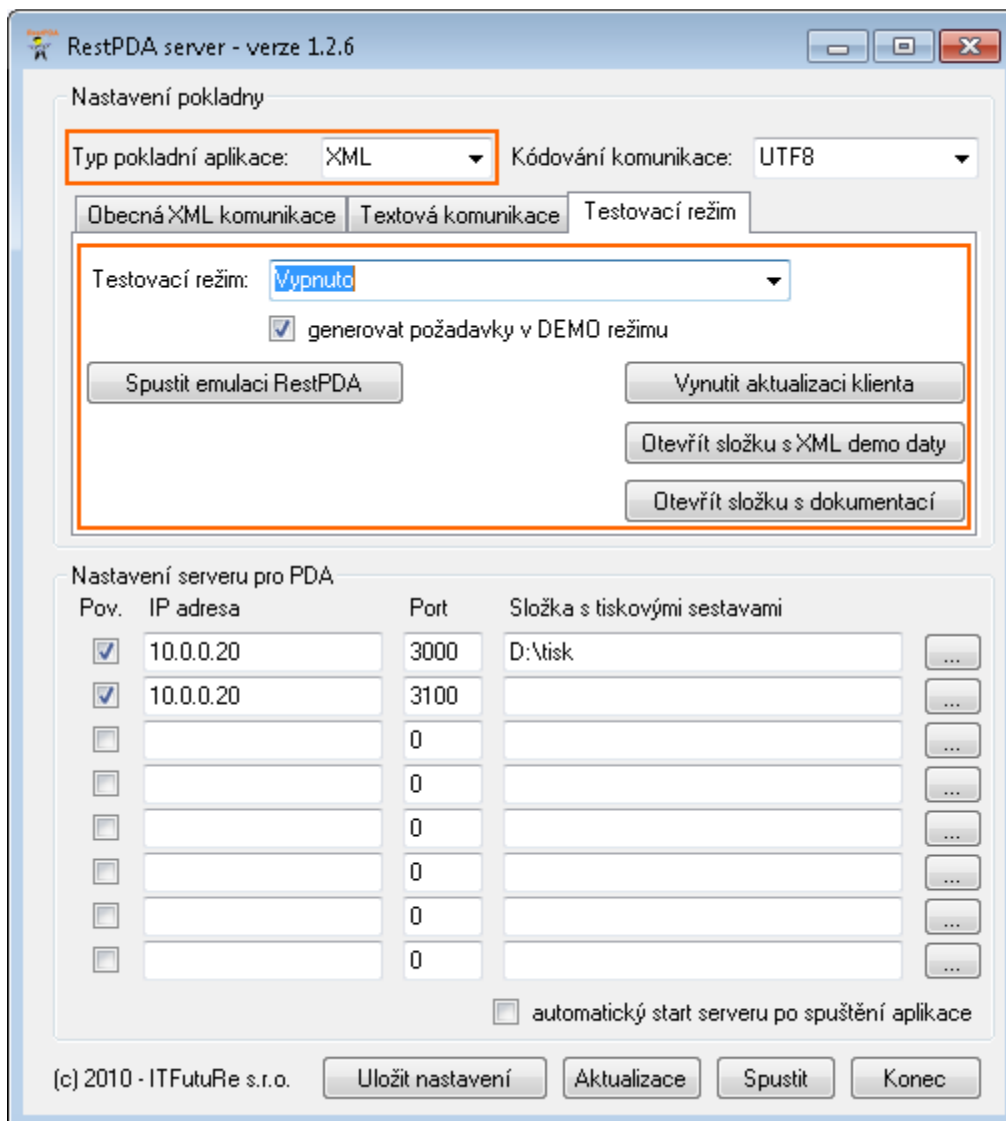 RestPDA server - verze 1.2.6
Nastavení pokladny
Typ pokladní aplikace: XML Kódování komunikace: UTF8
Obecná XML komunikace Textová komunikace Testovací režim
Testovací režim: Vypnuto
generovat požadavky v DEMO režimu
Spustit emulaci RestPDA Vynutit aktualizaci klienta
Otevřít složku s XML demo daty
Otevřít složku s dokumentací
Nastavení serveru pro PDA
Pov. IP adresa Port Složka s tiskovými sestavami
10.0.0.20 3000 D:\tisk ...
10.0.0.20 3100 ...
0 ...
0 ...
0 ...
0 ...
0 ...
0 ...
automatický start serveru po spuštění aplikace
(c) 2010 - ITFutuRe s.r.o. Uložit nastavení Aktualizace Spustit Konec